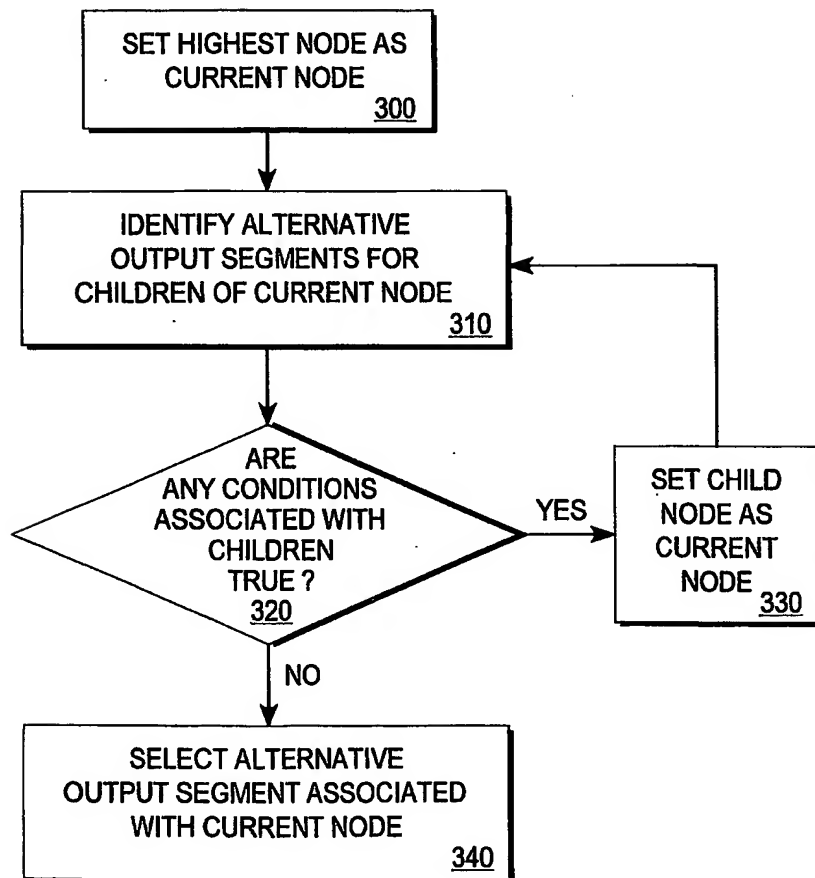 SET HIGHEST NODE AS
CURRENT NODE
300
IDENTIFY ALTERNATIVE
OUTPUT SEGMENTS FOR
CHILDREN OF CURRENT NODE
310
ARE
ANY CONDITIONS
ASSOCIATED WITH
CHILDREN
TRUE ?
320
YES
SET CHILD
NODE AS
CURRENT
NODE
330
NO
SELECT ALTERNATIVE
OUTPUT SEGMENT ASSOCIATED
WITH CURRENT NODE
340